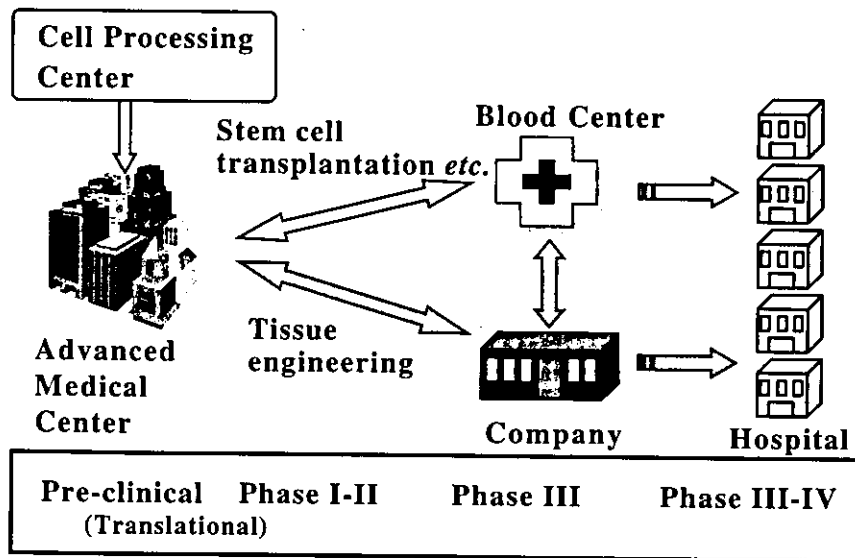 Cell Processing
Center
Stem cell
transplantation etc.
Blood Center
Tissue
engineering
Advanced
Medical
Center
Company
Hospital
Pre-clinical Phase I-II Phase III Phase III-IV
(Translational)